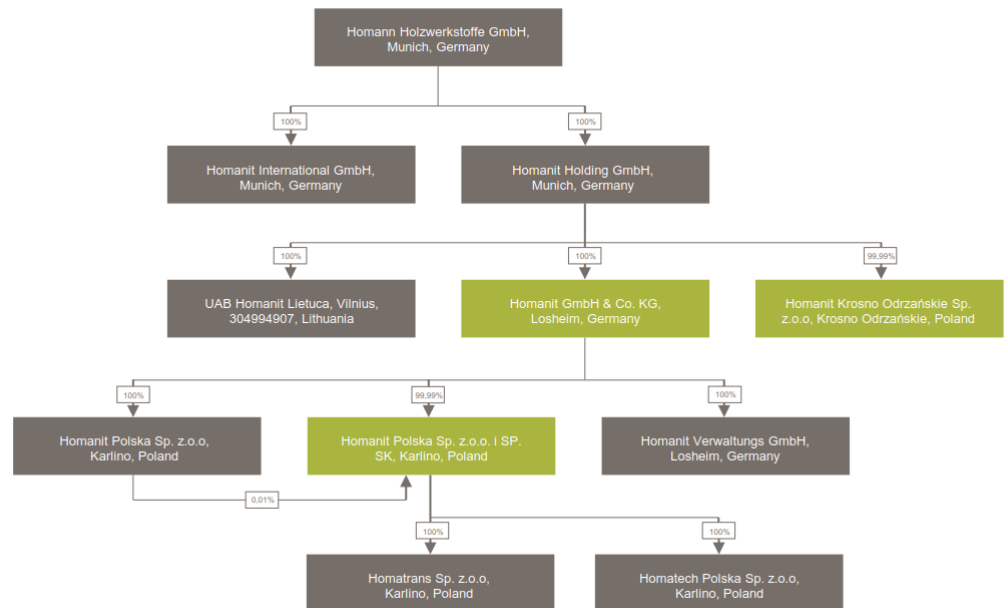 Homann Holzwerkstoffe GmbH,
Munich, Germany
100%
100%
Homanit International GmbH,
Munich, Germany
Homanit Holding GmbH,
Munich, Germany
100%
100%
99,99%
UAB Homanit Lietuca, Vilnius,
304994907, Lithuania
Homanit GmbH & Co. KG,
Losheim, Germany
Homanit Krosno Odrzańskie Sp.
z.o.o, Krosno Odrzańskie, Poland
100%
99,99%
100%
Homanit Polska Sp. z.o.o,
Karlino, Poland
Homanit Polska Sp. z.o.o. i SP.
SK, Karlino, Poland
Homanit Verwaltungs GmbH,
Losheim, Germany
0,01%
100%
100%
Homatrans Sp. z.o.o,
Karlino, Poland
Homatech Polska Sp. z.o.o,
Karlino, Poland